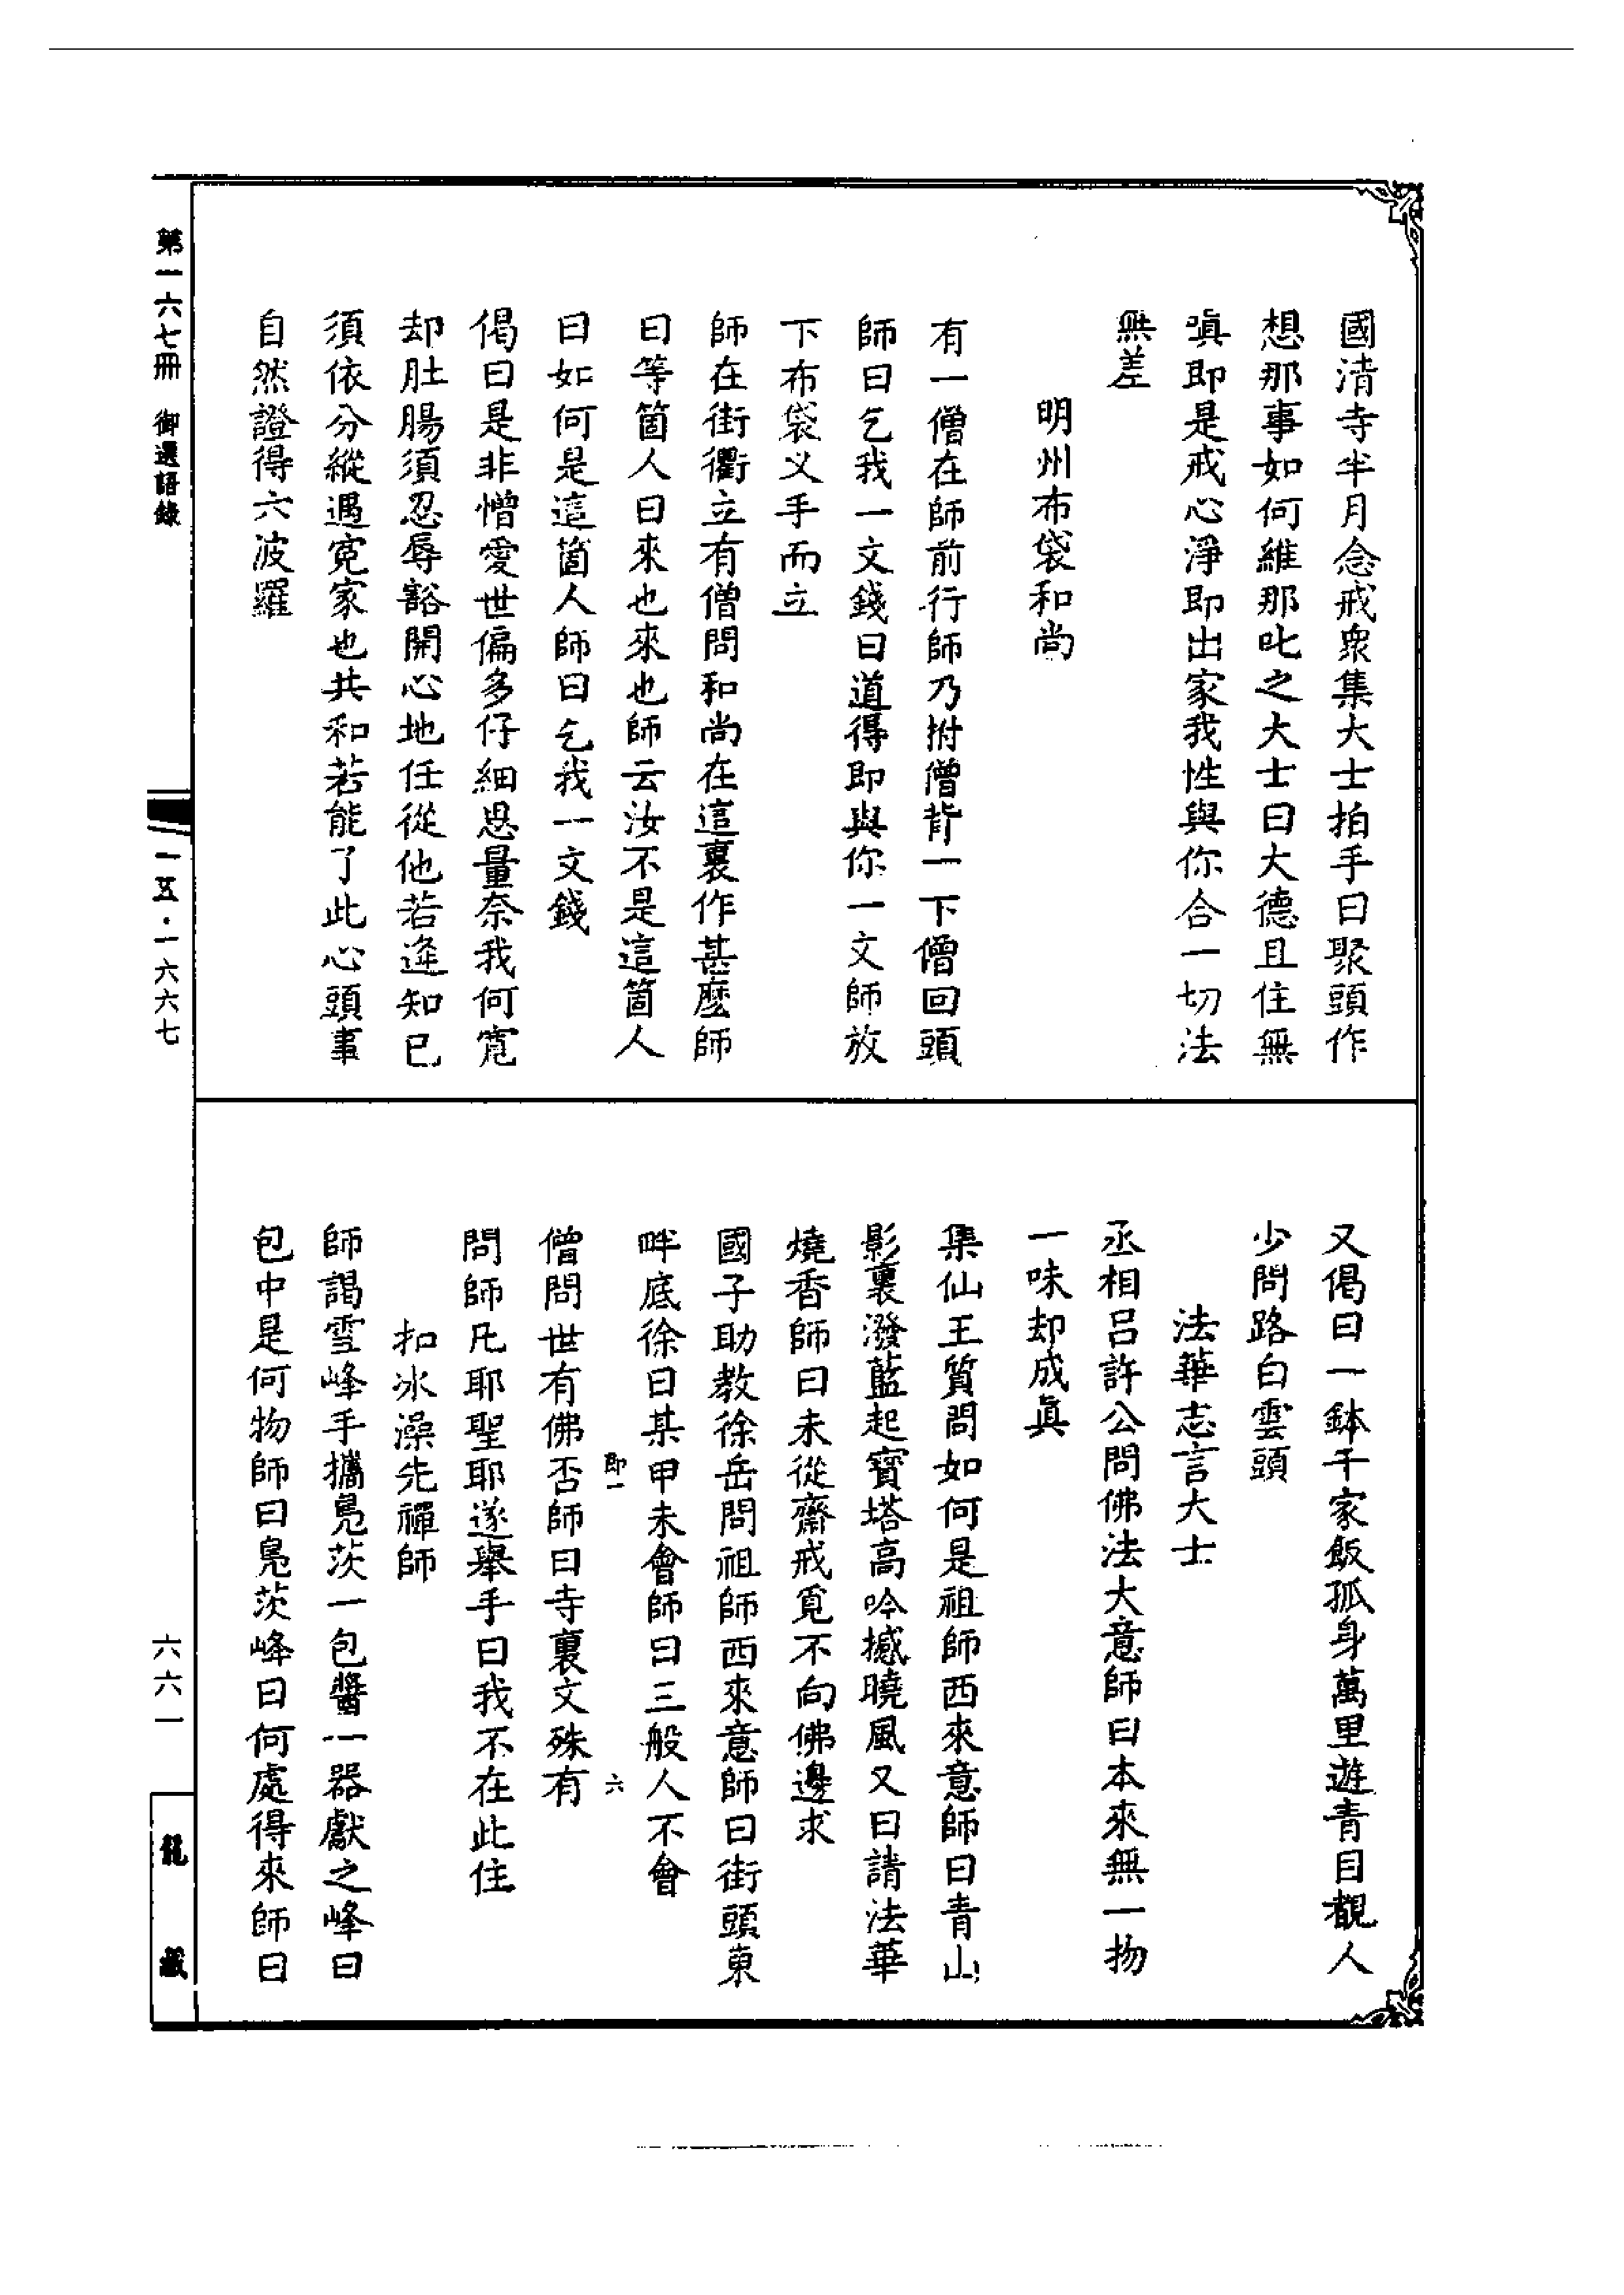 國清寺半月念戒衆集大士拍手曰聚頭作
想那事如何維那叱之大士曰大德且住無
嗔即是戒心淨即出家我性與你合一切法
無差
明州布袋和尚
有一僧在師前行師乃拊僧背一下僧回頭
師曰乞我一文錢曰道得即與你一文師放
下布袋叉手而立
師在街衢立有僧問和尚在這裏作甚麼師
曰等箇人曰來也來也師云汝不是這箇人
曰如何是這箇人師曰乞我一文錢
偈曰是非憎愛世偏多仔細思量奈我何寬
却肚腸須忍辱豁開心地任從他若逢知已
須依分縱遇冤家也共和若能了此心頭事
自然證得六波羅
又偈曰一鉢千家飯孤身萬里遊青目覩人
少問路白雲頭
法華志言大士
丞相呂許公問佛法大意師曰本來無一物
一味却成真
集仙王質問如何是祖師西來意師曰青山
影裏潑藍起寶塔高吟撼曉風又曰請法華
燒香師曰未從齋戒覓不向佛邊求
國子助教徐岳問祖師西來意師曰街頭東
畔底徐曰某甲未會師曰三般人不會
即一 六
僧問世有佛否師曰寺裏文殊有
問師凡耶聖耶遂舉手曰我不在此住
扣冰澡先禪師
師謁雪峰手攜鳧茨一包醬一器獻之峰曰
包中是何物師曰鳧茨峰曰何處得來師曰
第一六七冊 御選語錄
一五·一六六七
六六一
龍藏